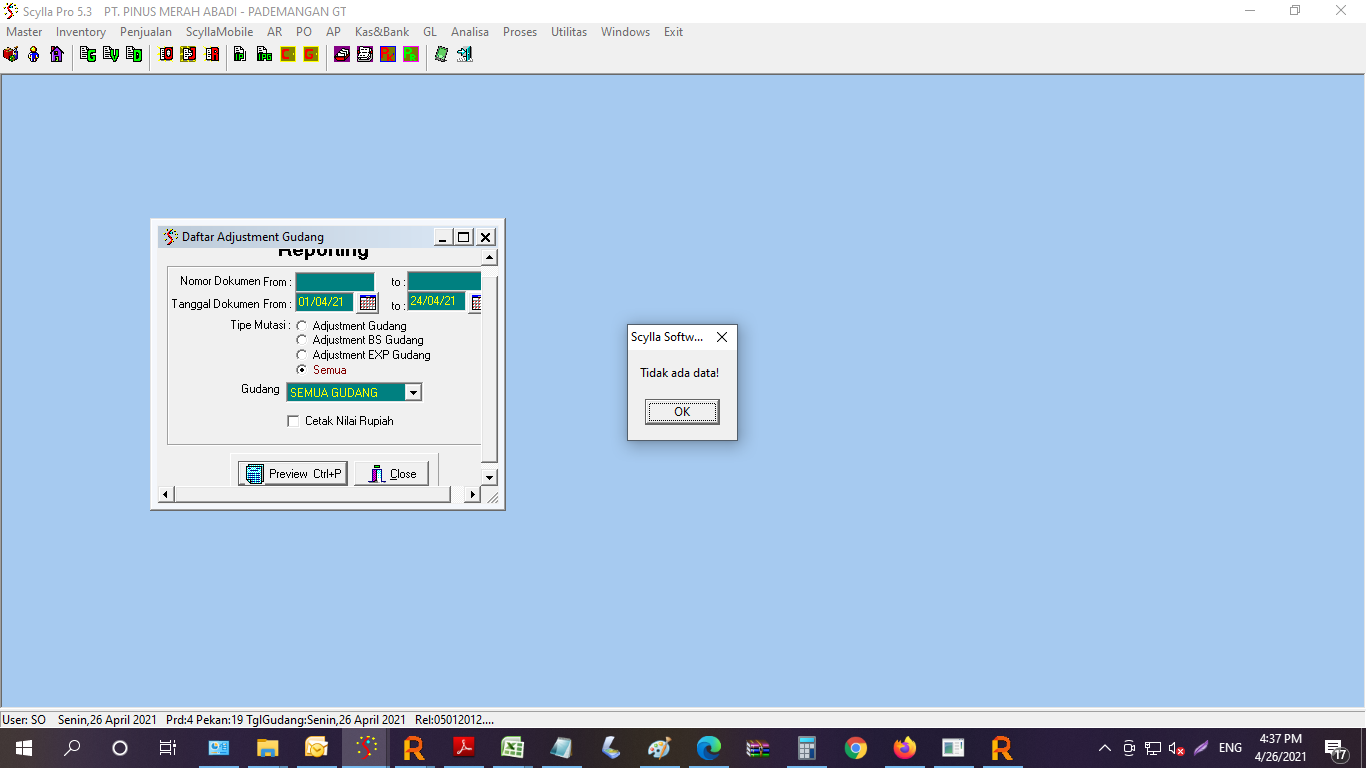 Scylla Pro 5.3    PT. PINUS MERAH ABADI - PADEMANGAN GT
Master Inventory Penjualan ScyllaMobile AR PO AP Kas&Bank GL Analisa Proses Utilitas Windows Exit
Daftar Adjustment Gudang
Reporting
Nomor Dokumen From : to :
Tanggal Dokumen From : 01/04/21 to : 24/04/21
Tipe Mutasi : Adjustment Gudang
Adjustment BS Gudang
Adjustment EXP Gudang
Semua
Gudang SEMUA GUDANG
Cetak Nilai Rupiah
Preview Ctrl+P Close
Scylla Softw...
Tidak ada data!
OK
User: SO Senin,26 April 2021 Prd:4 Pekan:19 TglGudang:Senin,26 April 2021 Rel:05012012....
ENG
4:37 PM
4/26/2021
17